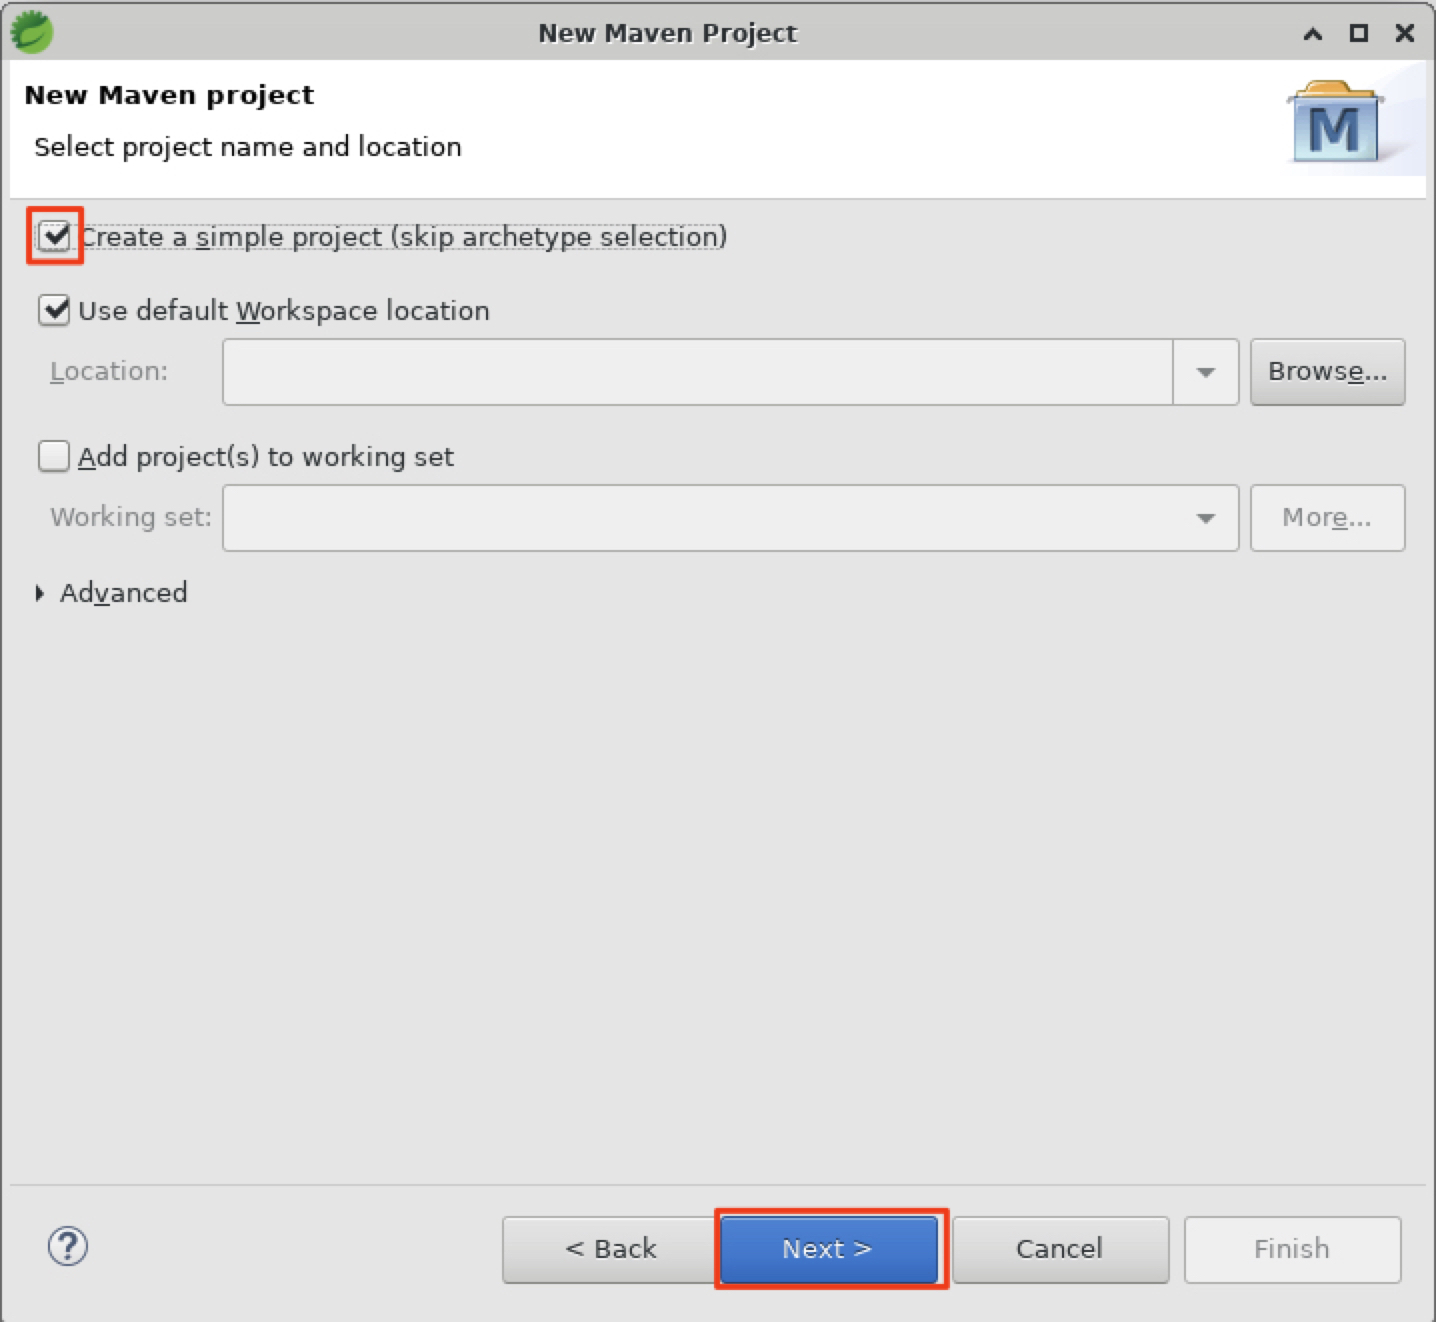 New Maven Project
New Maven project
M
Select project name and location
Create a simple project (skip archetype selection)
Use default Workspace location
Location:
Browse...
Add project(s) to working set
Working set:
More...
Advanced
?
< Back
Next >
Cancel
Finish